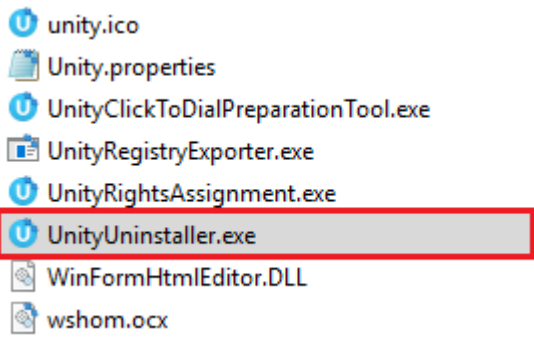 unity.ico
Unity.properties
UnityClickToDialPreparationTool.exe
UnityRegistryExporter.exe
UnityRightsAssignment.exe
UnityUninstaller.exe
WinFormHtmlEditor.DLL
wshom.ocx